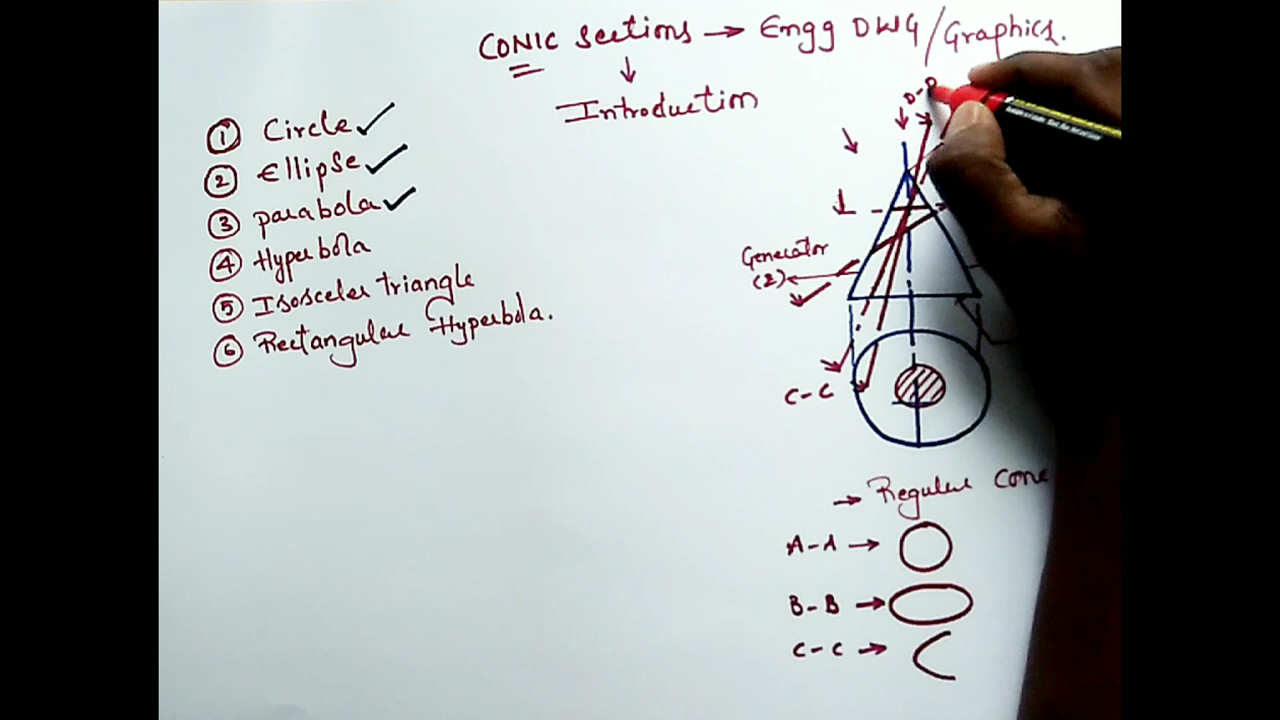 CONIC Sections → Engg DWG/Graphics.
↓
Introduction
① Circle ✓
② Ellipse ✓
③ parabola ✓
④ Hyperbola
⑤ Isosceles triangle
⑥ Rectangular Hyperbola.
D-D
Generator
(2)
C-C
→ Regular Cone
A-A →
B-B →
C-C →